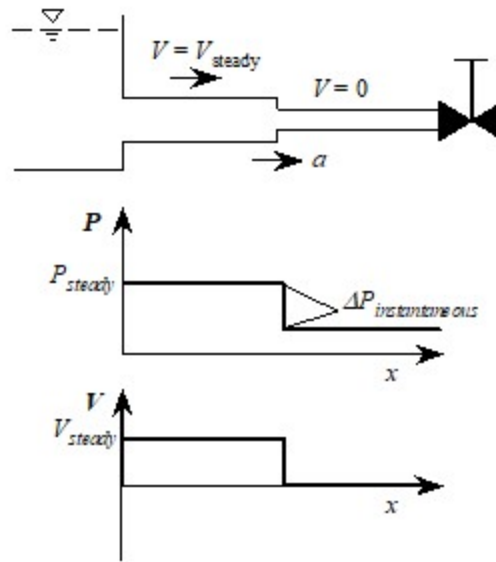 V = V_steady
V = 0
a
P
P_steady
ΔP_instantaneous
x
V
V_steady
x